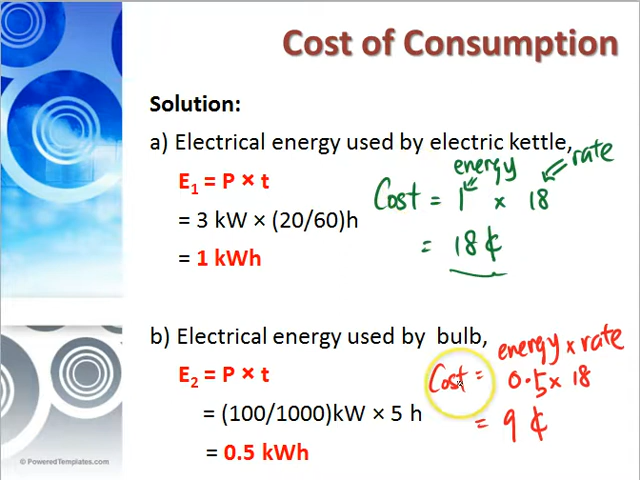 Cost of Consumption
Solution:
a) Electrical energy used by electric kettle,
energy rate
E₁ = P × t
Cost = 1 × 18
= 3 kW × (20/60)h
= 18 ¢
= 1 kWh
b) Electrical energy used by bulb,
energy x rate
E₂ = P × t
Cost = 0.5 x 18
= (100/1000)kW × 5 h
= 9 ¢
= 0.5 kWh
© PoweredTemplates.com